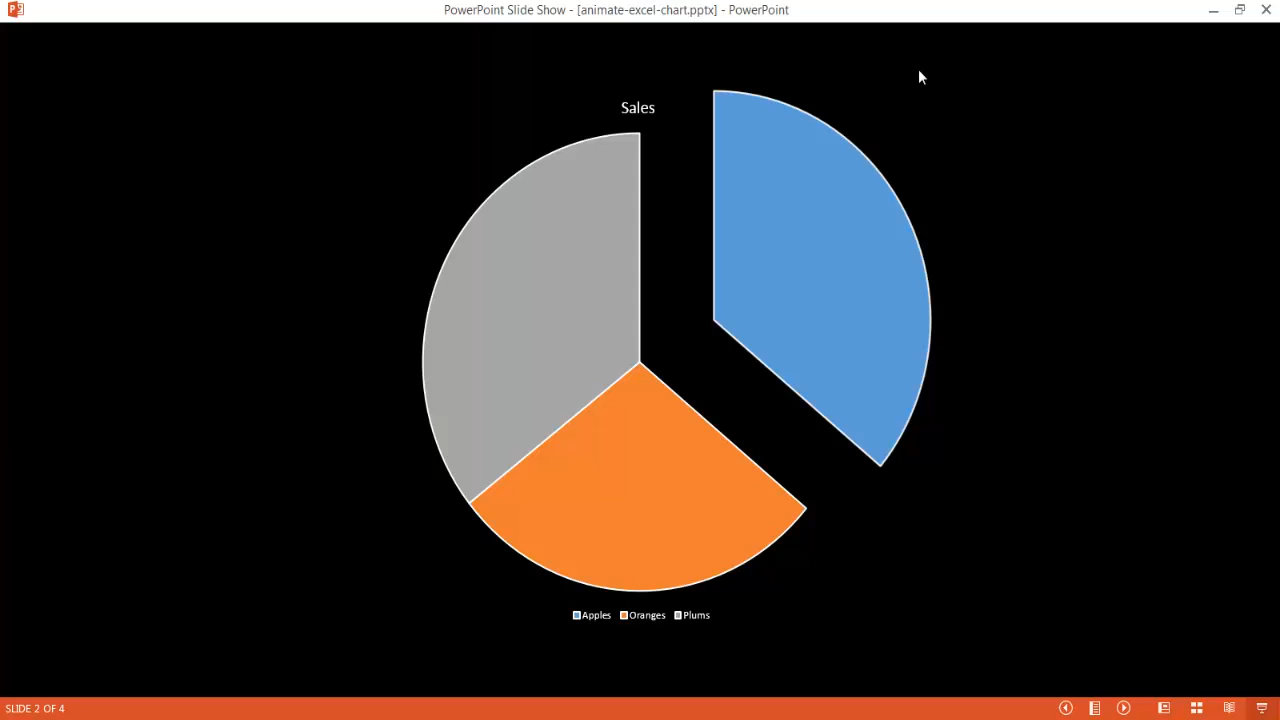 PowerPoint Slide Show - [animate-excel-chart.pptx] - PowerPoint
Sales
Apples Oranges Plums
SLIDE 2 OF 4